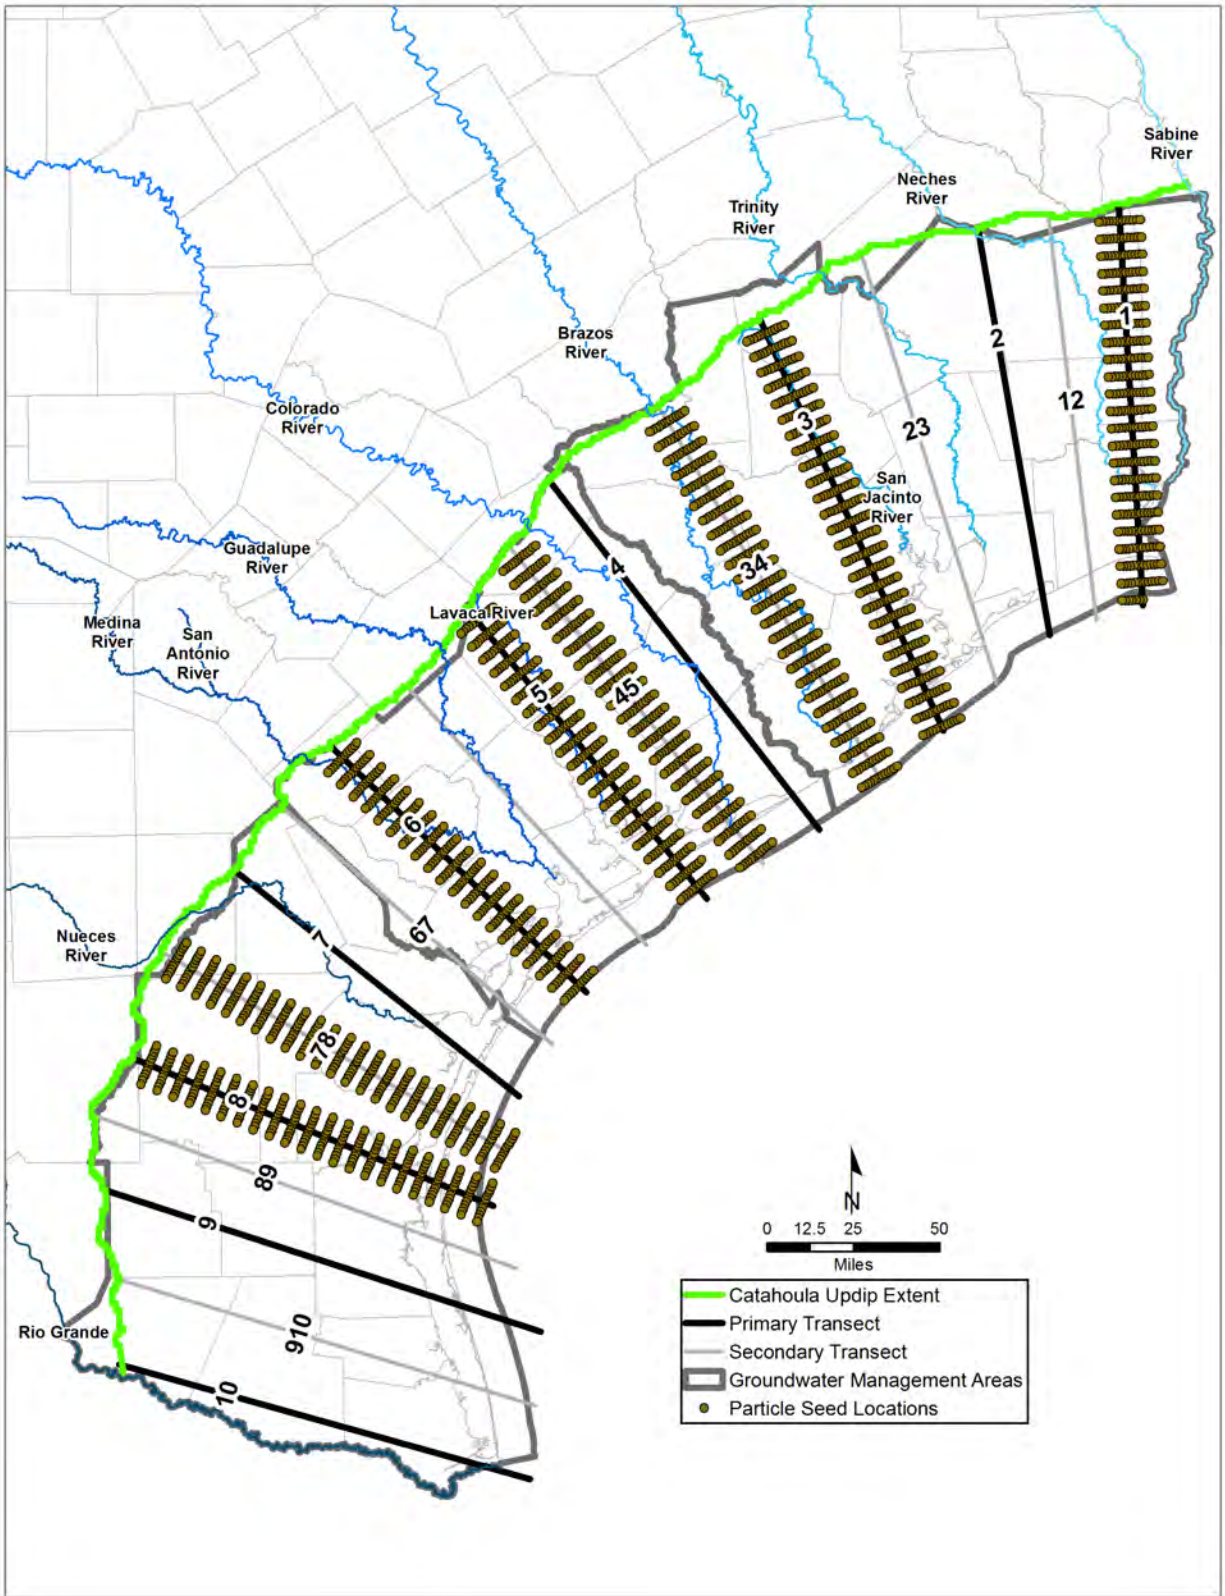 Sabine
River
Neches
River
Trinity
River
1
2
Brazos
River
12
Colorado
River
3
23
San
Jacinto
River
Guadalupe
River
4
34
Lavaca River
Medina
River
San
Antonio
River
5
45
6
67
7
Nueces
River
78
8
89
9
N
0 12.5 25 50
Miles
Catahoula Updip Extent
Primary Transect
Secondary Transect
Groundwater Management Areas
Particle Seed Locations
Rio Grande
910
10